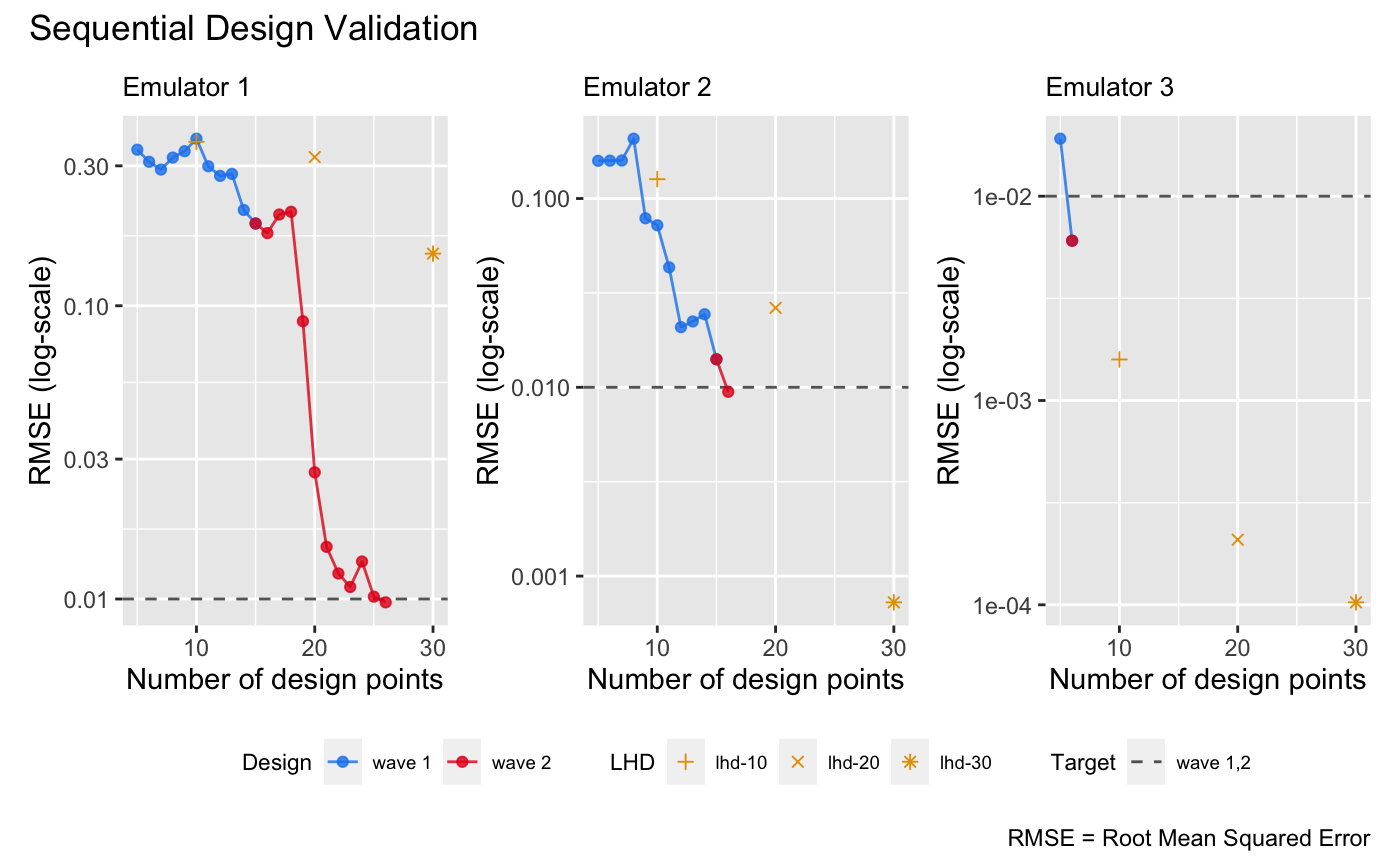 Sequential Design Validation
Emulator 1
Emulator 2
Emulator 3
RMSE (log-scale)
0.30
0.10
0.03
0.01
10 20 30
Number of design points
RMSE (log-scale)
0.100
0.010
0.001
10 20 30
Number of design points
RMSE (log-scale)
1e-02
1e-03
1e-04
10 20 30
Number of design points
Design wave 1 wave 2 LHD lhd-10 lhd-20 lhd-30 Target wave 1,2
RMSE = Root Mean Squared Error